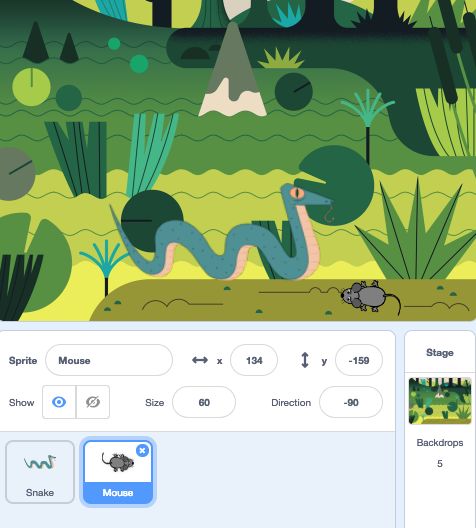 Sprite Mouse x 134 y -159
Show Size 60 Direction -90
Stage
Backdrops
5
Snake
Mouse